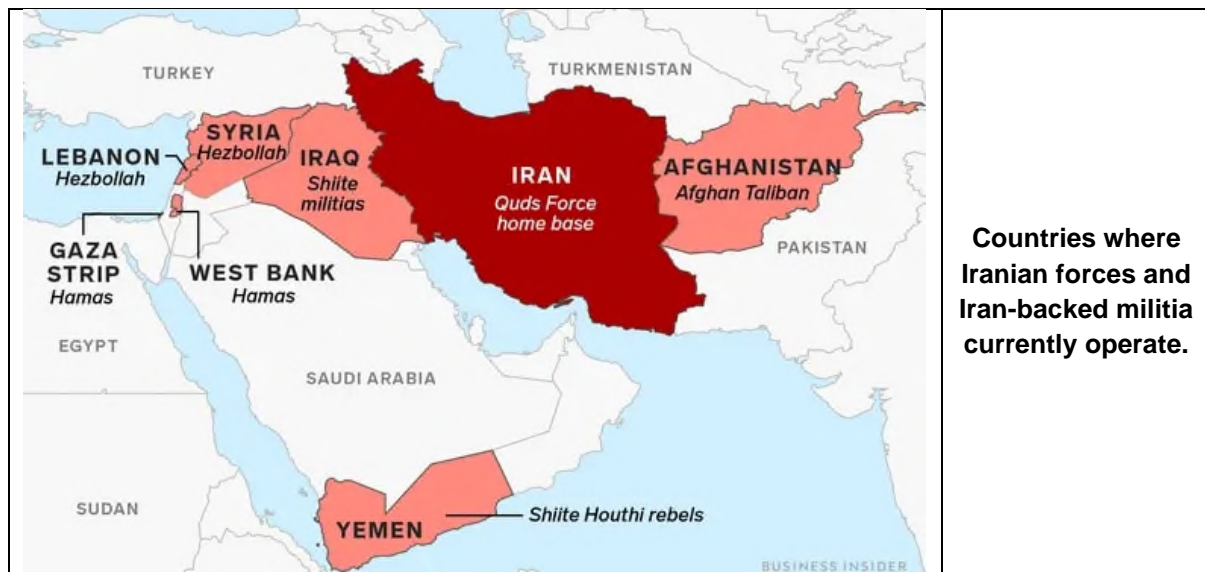 TURKEY
TURKMENISTAN
SYRIA
Hezbollah
LEBANON
Hezbollah
IRAQ
Shiite
militias
IRAN
Quds Force
home base
AFGHANISTAN
Afghan Taliban
GAZA
STRIP
Hamas
WEST BANK
Hamas
PAKISTAN
EGYPT
SAUDI ARABIA
SUDAN
YEMEN
Shiite Houthi rebels
BUSINESS INSIDER
Countries where
Iranian forces and
Iran-backed militia
currently operate.